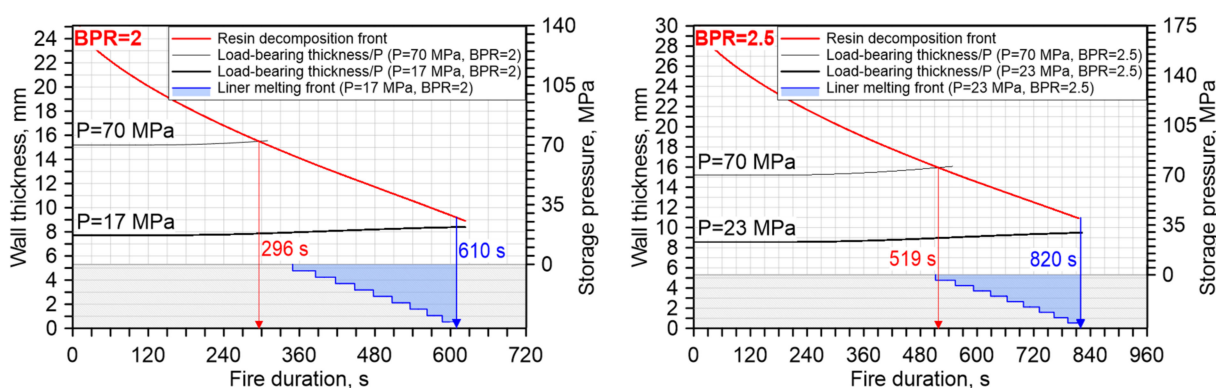 BPR=2
Resin decomposition front
Load-bearing thickness/P (P=70 MPa, BPR=2)
Load-bearing thickness/P (P=17 MPa, BPR=2)
Liner melting front (P=17 MPa, BPR=2)
Wall thickness, mm
24
22
20
18
16
14
12
10
8
6
4
2
0
P=70 MPa
P=17 MPa
296 s
610 s
140
105
70
35
0
Storage pressure, MPa
0 120 240 360 480 600 720
Fire duration, s
BPR=2.5
Resin decomposition front
Load-bearing thickness/P (P=70 MPa, BPR=2.5)
Load-bearing thickness/P (P=23 MPa, BPR=2.5)
Liner melting front (P=23 MPa, BPR=2.5)
Wall thickness, mm
30
28
26
24
22
20
18
16
14
12
10
8
6
4
2
0
P=70 MPa
P=23 MPa
519 s
820 s
175
140
105
70
35
0
Storage pressure, MPa
0 120 240 360 480 600 720 840 960
Fire duration, s